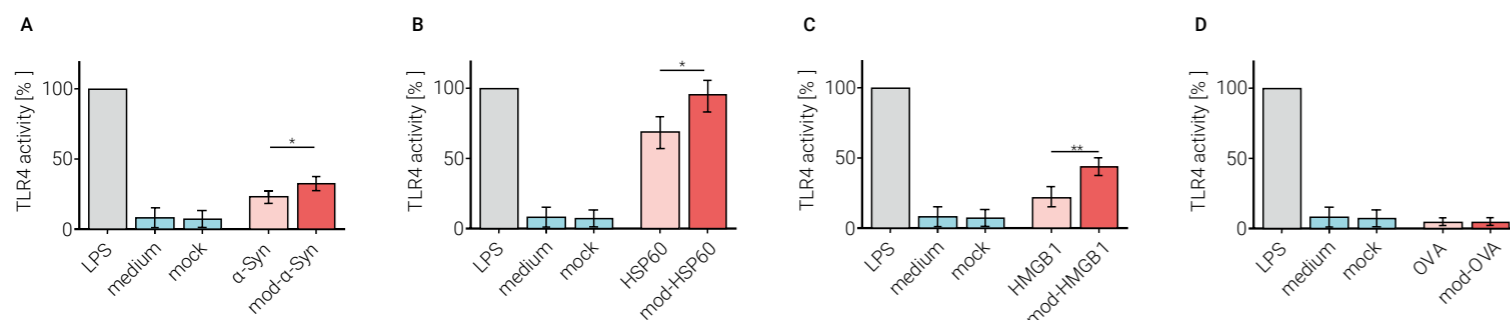 A
TLR4 activity [% ]
100
50
0
*
LPS
medium
mock
α-Syn
mod-α-Syn
B
TLR4 activity [% ]
100
50
0
*
LPS
medium
mock
HSP60
mod-HSP60
C
TLR4 activity [% ]
100
50
0
**
LPS
medium
mock
HMGB1
mod-HMGB1
D
TLR4 activity [% ]
100
50
0
LPS
medium
mock
OVA
mod-OVA